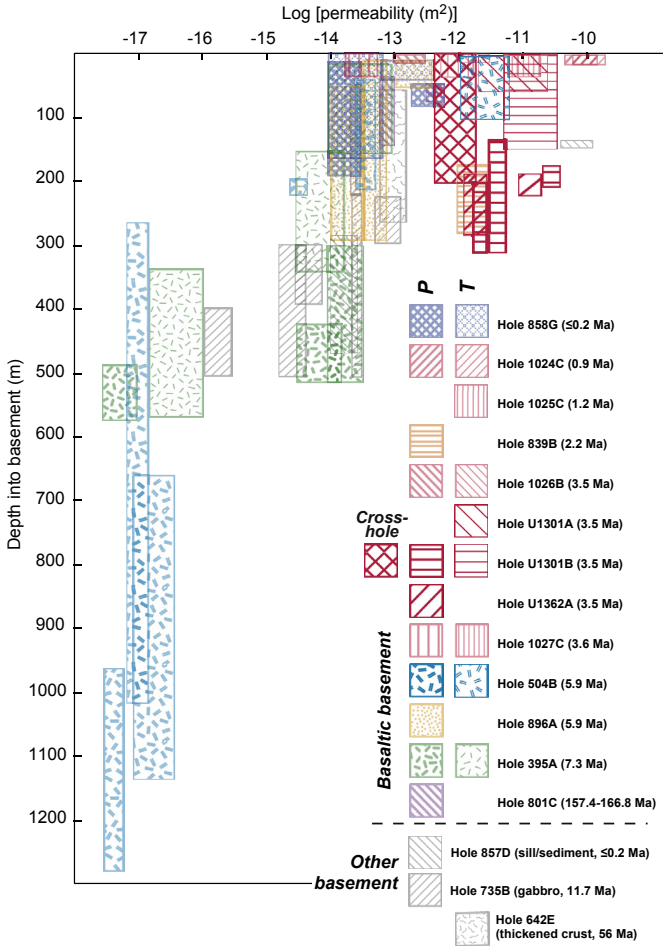 Log [permeability (m²)]
-17 -16 -15 -14 -13 -12 -11 -10
Depth into basement (m)
100
200
300
400
500
600
700
800
900
1000
1100
1200
P T
Hole 858G (≤0.2 Ma)
Hole 1024C (0.9 Ma)
Hole 1025C (1.2 Ma)
Hole 839B (2.2 Ma)
Hole 1026B (3.5 Ma)
Hole U1301A (3.5 Ma)
Cross-
hole
Hole U1301B (3.5 Ma)
Hole U1362A (3.5 Ma)
Hole 1027C (3.6 Ma)
Hole 504B (5.9 Ma)
Hole 896A (5.9 Ma)
Hole 395A (7.3 Ma)
Hole 801C (157.4-166.8 Ma)
Basaltic basement
Other
basement
Hole 857D (sill/sediment, ≤0.2 Ma)
Hole 735B (gabbro, 11.7 Ma)
Hole 642E
(thickened crust, 56 Ma)